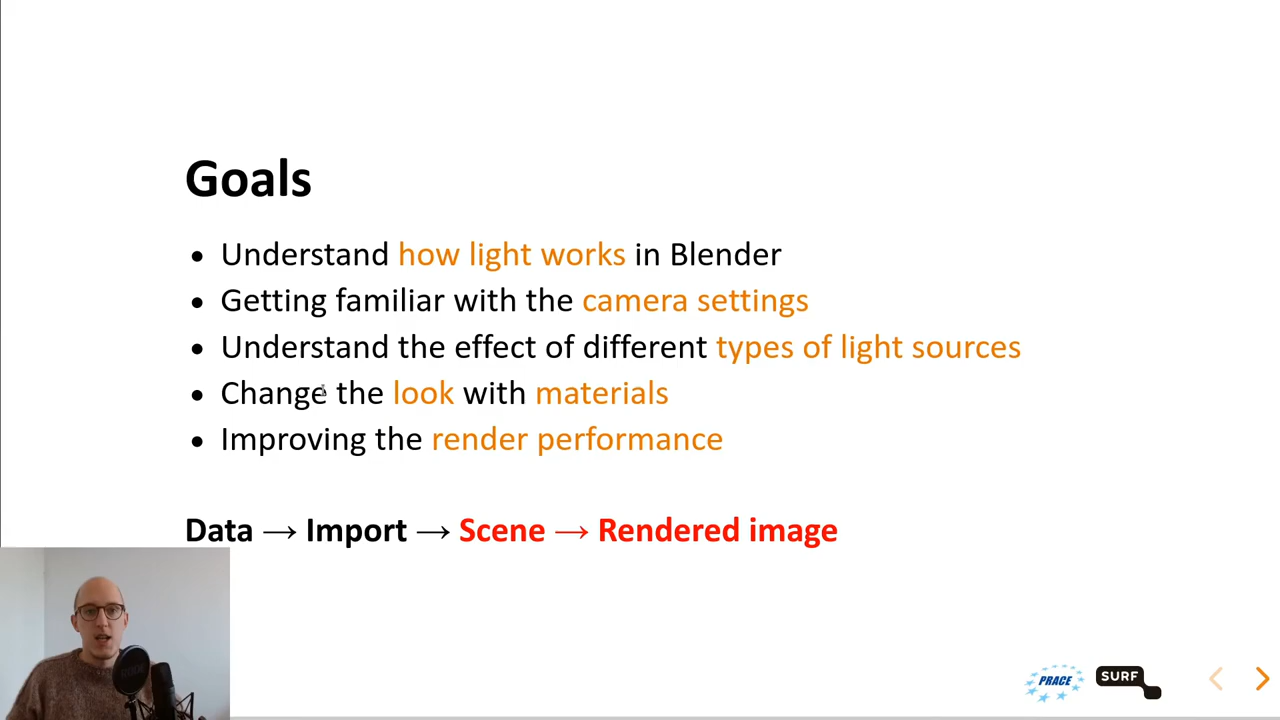 Goals
• Understand how light works in Blender
• Getting familiar with the camera settings
• Understand the effect of different types of light sources
• Change the look with materials
• Improving the render performance
Data → Import → Scene → Rendered image
PRACE
SURF